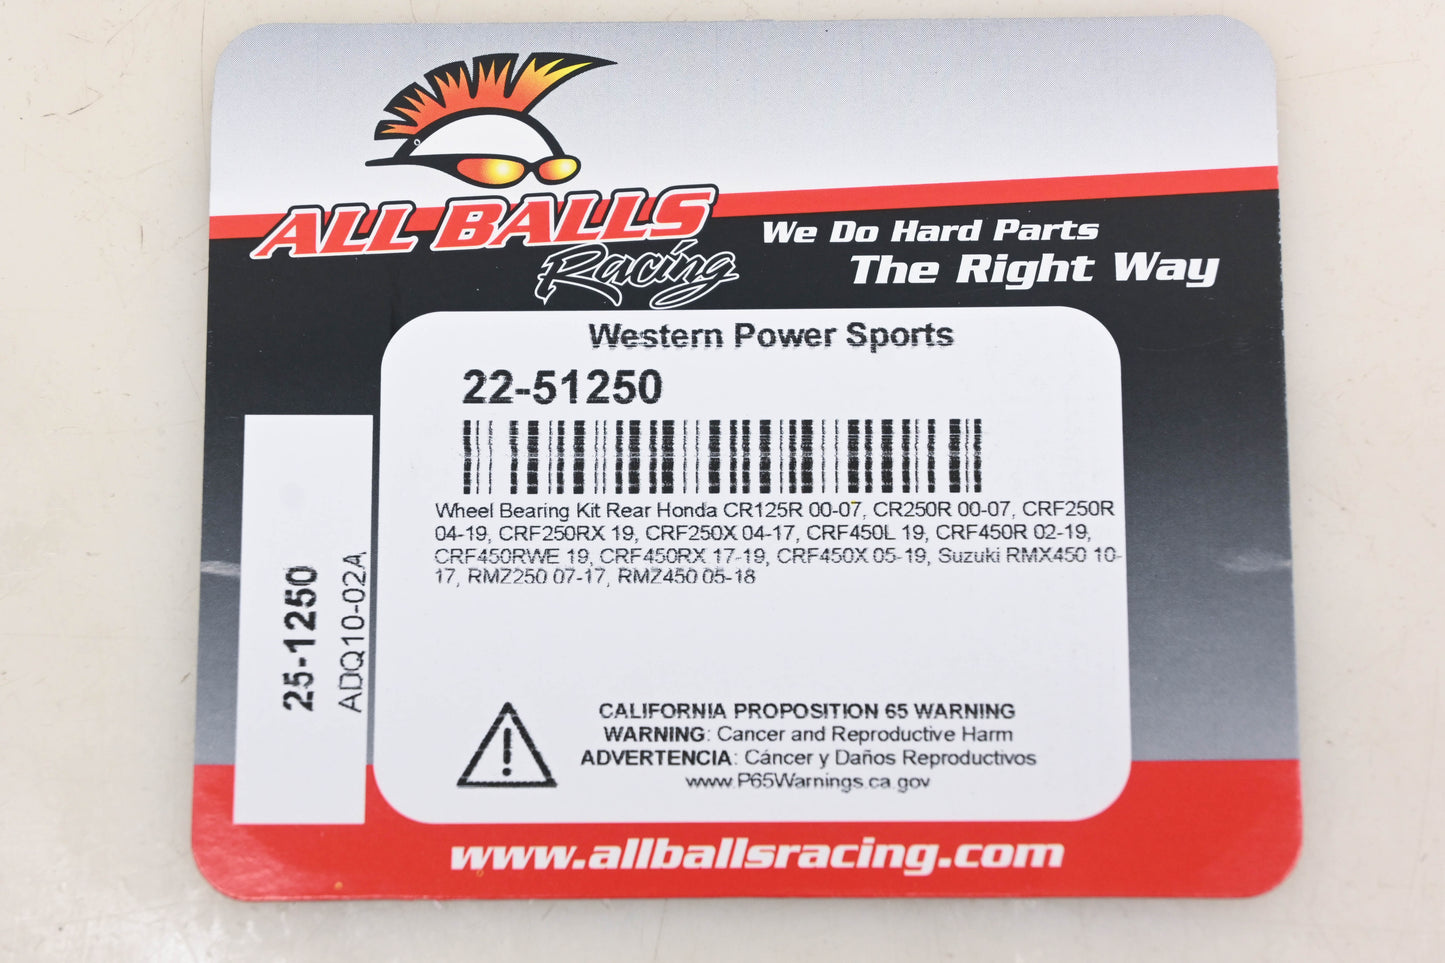 ALL BALLS
Racing
We Do Hard Parts
The Right Way
Western Power Sports
22-51250
Wheel Bearing Kit Rear Honda CR125R 00-07, CR250R 00-07, CRF250R
04-19, CRF250RX 19, CRF250X 04-17, CRF450L 19, CRF450R 02-19,
CRF450RWE 19, CRF450RX 17-19, CRF450X 05-19, Suzuki RMX450 10-
17, RMZ250 07-17, RMZ450 05-18
25-1250
ADQ10-02A
CALIFORNIA PROPOSITION 65 WARNING
WARNING: Cancer and Reproductive Harm
ADVERTENCIA: Cáncer y Daños Reproductivos
www.P65Warnings.ca.gov
www.allballsracing.com